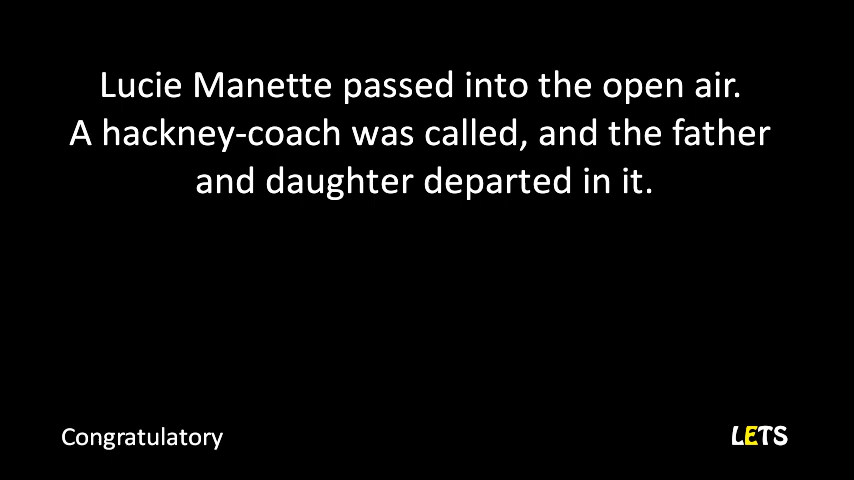 Lucie Manette passed into the open air.
A hackney-coach was called, and the father
and daughter departed in it.
Congratulatory
LETS